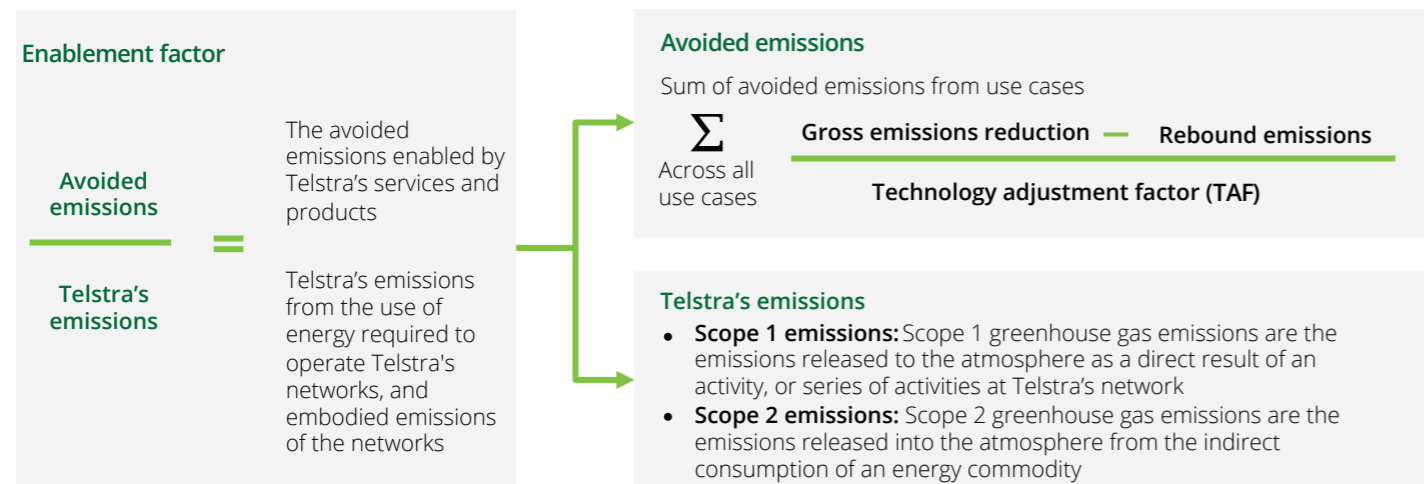 Enablement factor
Avoided
emissions
Telstra's
emissions
=
The avoided
emissions enabled by
Telstra's services and
products
Telstra's emissions
from the use of
energy required to
operate Telstra's
networks, and
embodied emissions
of the networks
Avoided emissions
Sum of avoided emissions from use cases
Σ
Across all
use cases
Gross emissions reduction — Rebound emissions
Technology adjustment factor (TAF)
Telstra's emissions
• Scope 1 emissions: Scope 1 greenhouse gas emissions are the
emissions released to the atmosphere as a direct result of an
activity, or series of activities at Telstra's network
• Scope 2 emissions: Scope 2 greenhouse gas emissions are the
emissions released into the atmosphere from the indirect
consumption of an energy commodity